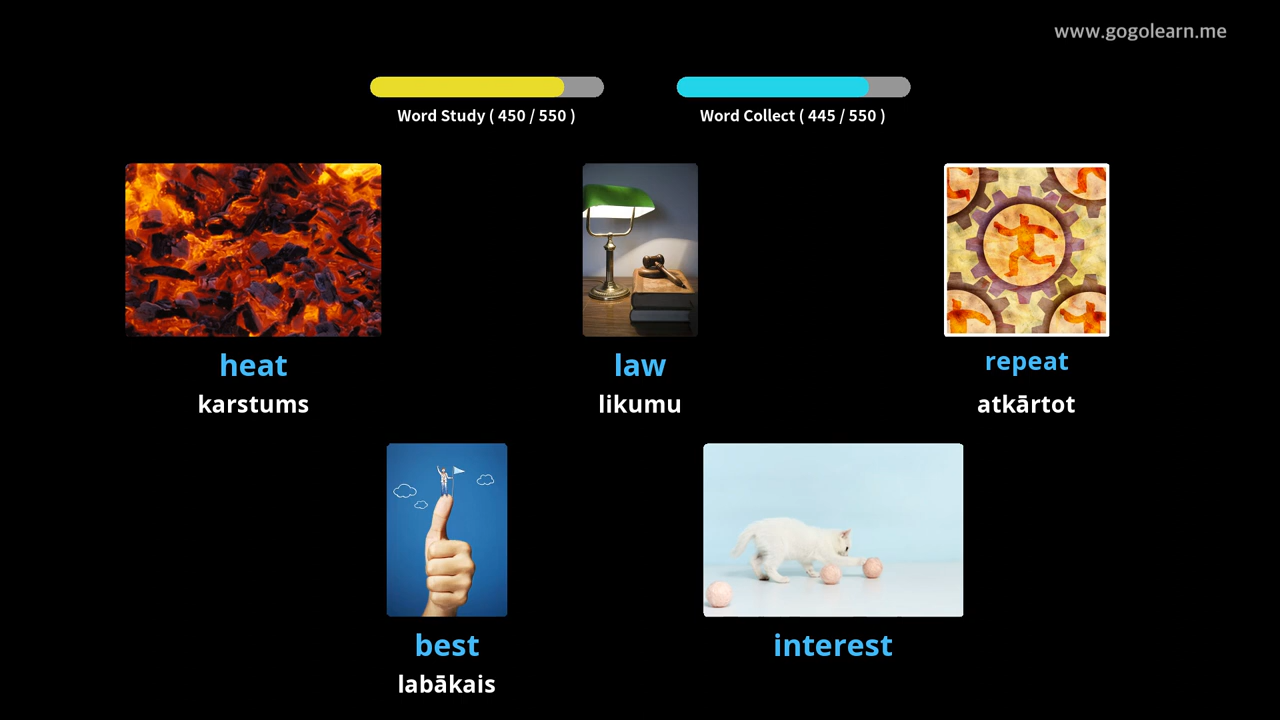 www.gogolearn.me
Word Study ( 450 / 550 )
Word Collect ( 445 / 550 )
heat
karstums
law
likumu
repeat
atkārtot
best
labākais
interest